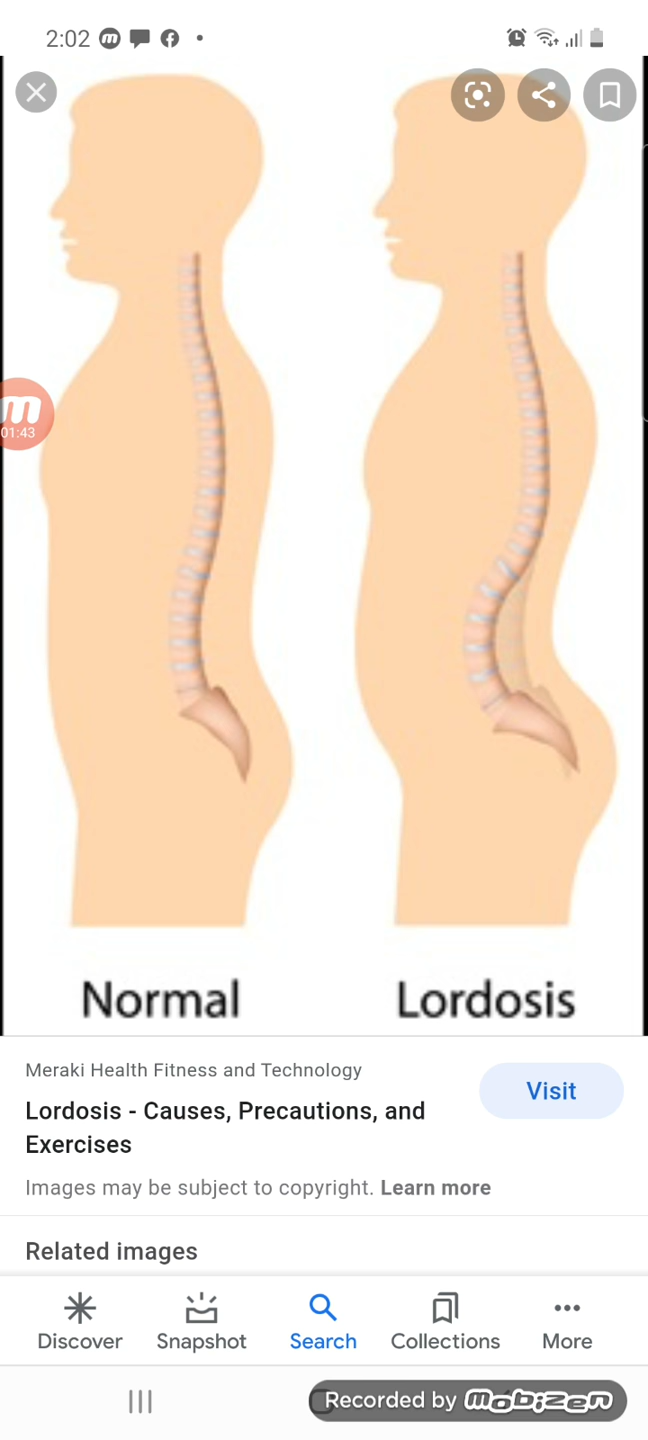 2:02
01:43
Normal
Lordosis
Meraki Health Fitness and Technology
Visit
Lordosis - Causes, Precautions, and
Exercises
Images may be subject to copyright. Learn more
Related images
Discover
Snapshot
Search
Collections
More
Recorded by mobizen